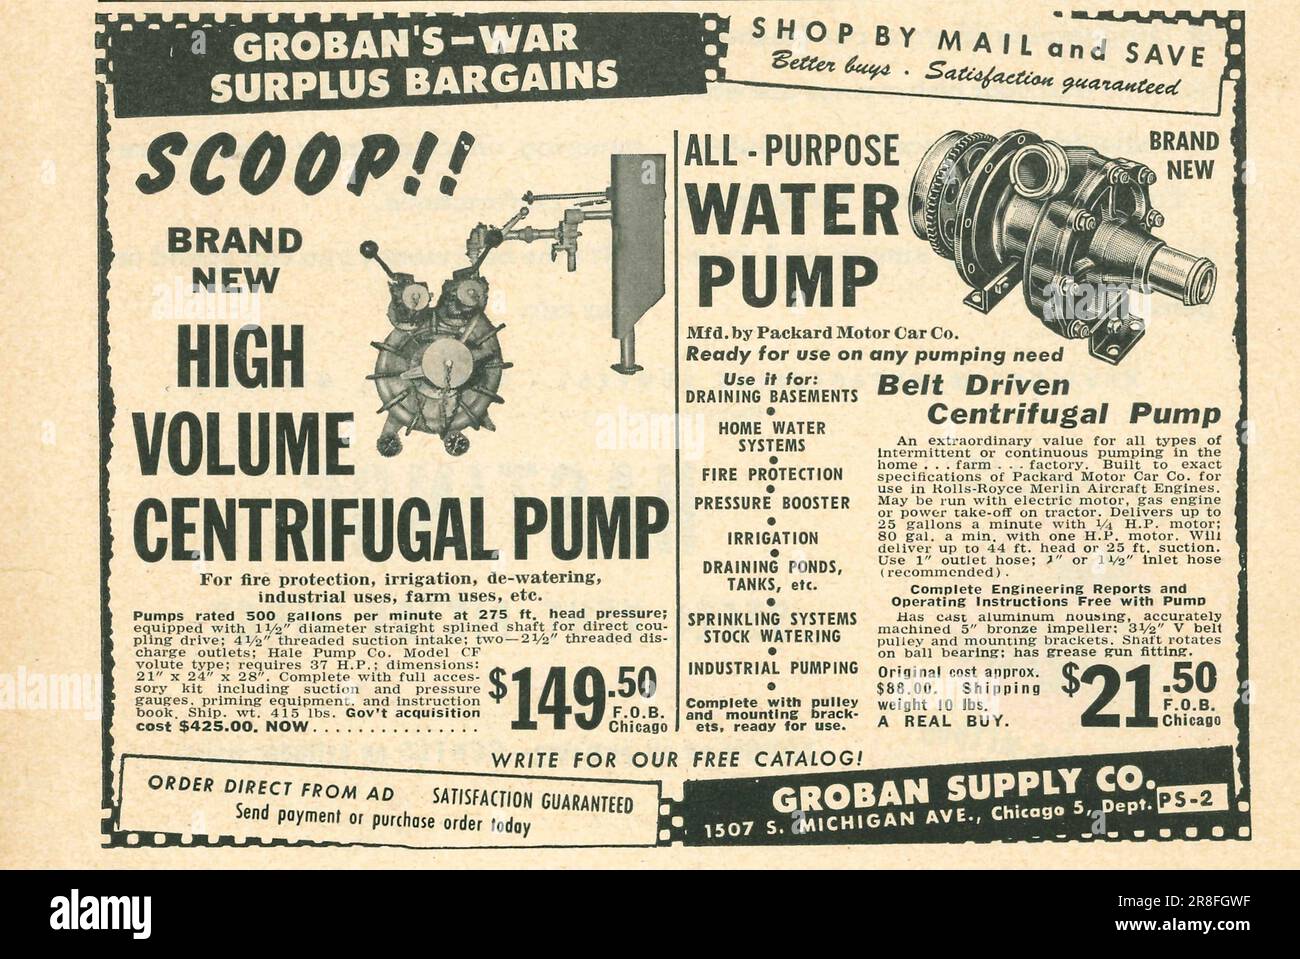 GROBAN'S-WAR
SURPLUS BARGAINS
SHOP BY MAIL and SAVE
Better buys . Satisfaction guaranteed
SCOOP!!
BRAND
NEW
HIGH
VOLUME
CENTRIFUGAL PUMP
For fire protection, irrigation, de-watering,
industrial uses, farm uses, etc.
Pumps rated 500 gallons per minute at 275 ft. head pressure;
equipped with 1½" diameter straight splined shaft for direct cou-
pling drive; 4½" threaded suction intake; two—2½" threaded dis-
charge outlets; Hale Pump Co. Model CF
volute type; requires 37 H.P.; dimensions:
21" x 24" x 28". Complete with full acces-
sory kit including suction and pressure
gauges, priming equipment, and instruction
book. Ship. wt. 415 lbs. Gov't acquisition
cost $425.00. NOW...............
$149.50
F.O.B.
Chicago
ALL - PURPOSE
WATER
PUMP
BRAND
NEW
Mfd. by Packard Motor Car Co.
Ready for use on any pumping need
Use it for:
DRAINING BASEMENTS
•
HOME WATER
SYSTEMS
•
FIRE PROTECTION
•
PRESSURE BOOSTER
•
IRRIGATION
•
DRAINING PONDS,
TANKS, etc.
•
SPRINKLING SYSTEMS
STOCK WATERING
•
INDUSTRIAL PUMPING
•
Complete with pulley
and mounting brack-
ets, ready for use.
Belt Driven
Centrifugal Pump
An extraordinary value for all types of
intermittent or continuous pumping in the
home . . . farm . . . factory. Built to exact
specifications of Packard Motor Car Co. for
use in Rolls-Royce Merlin Aircraft Engines.
May be run with electric motor, gas engine
or power take-off on tractor. Delivers up to
25 gallons a minute with ¼ H.P. motor;
80 gal. a min. with one H.P. motor. Will
deliver up to 44 ft. head or 25 ft. suction.
Use 1" outlet hose; 1" or 1½" inlet hose
(recommended).
Complete Engineering Reports and
Operating Instructions Free with Pump
Has cast aluminum housing, accurately
machined 5" bronze impeller; 3½" V belt
pulley and mounting brackets. Shaft rotates
on ball bearing; has grease gun fitting.
Original cost approx.
$88.00. Shipping
weight 10 lbs.
A REAL BUY.
$21.50
F.O.B.
Chicago
WRITE FOR OUR FREE CATALOG!
ORDER DIRECT FROM AD SATISFACTION GUARANTEED
Send payment or purchase order today
GROBAN SUPPLY CO.
1507 S. MICHIGAN AVE., Chicago 5, Dept. PS-2
alamy
Image ID: 2R8FGWF
www.alamy.com